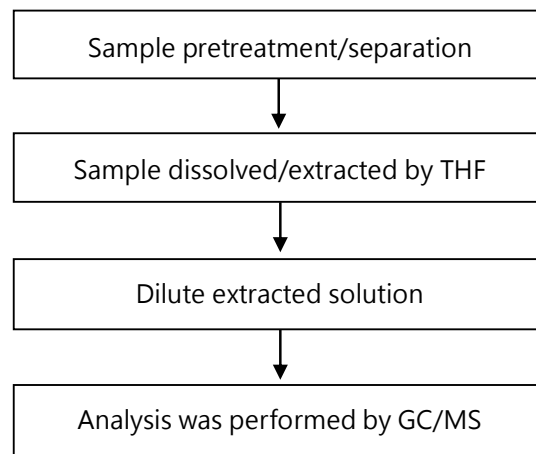 Sample pretreatment/separation
Sample dissolved/extracted by THF
Dilute extracted solution
Analysis was performed by GC/MS